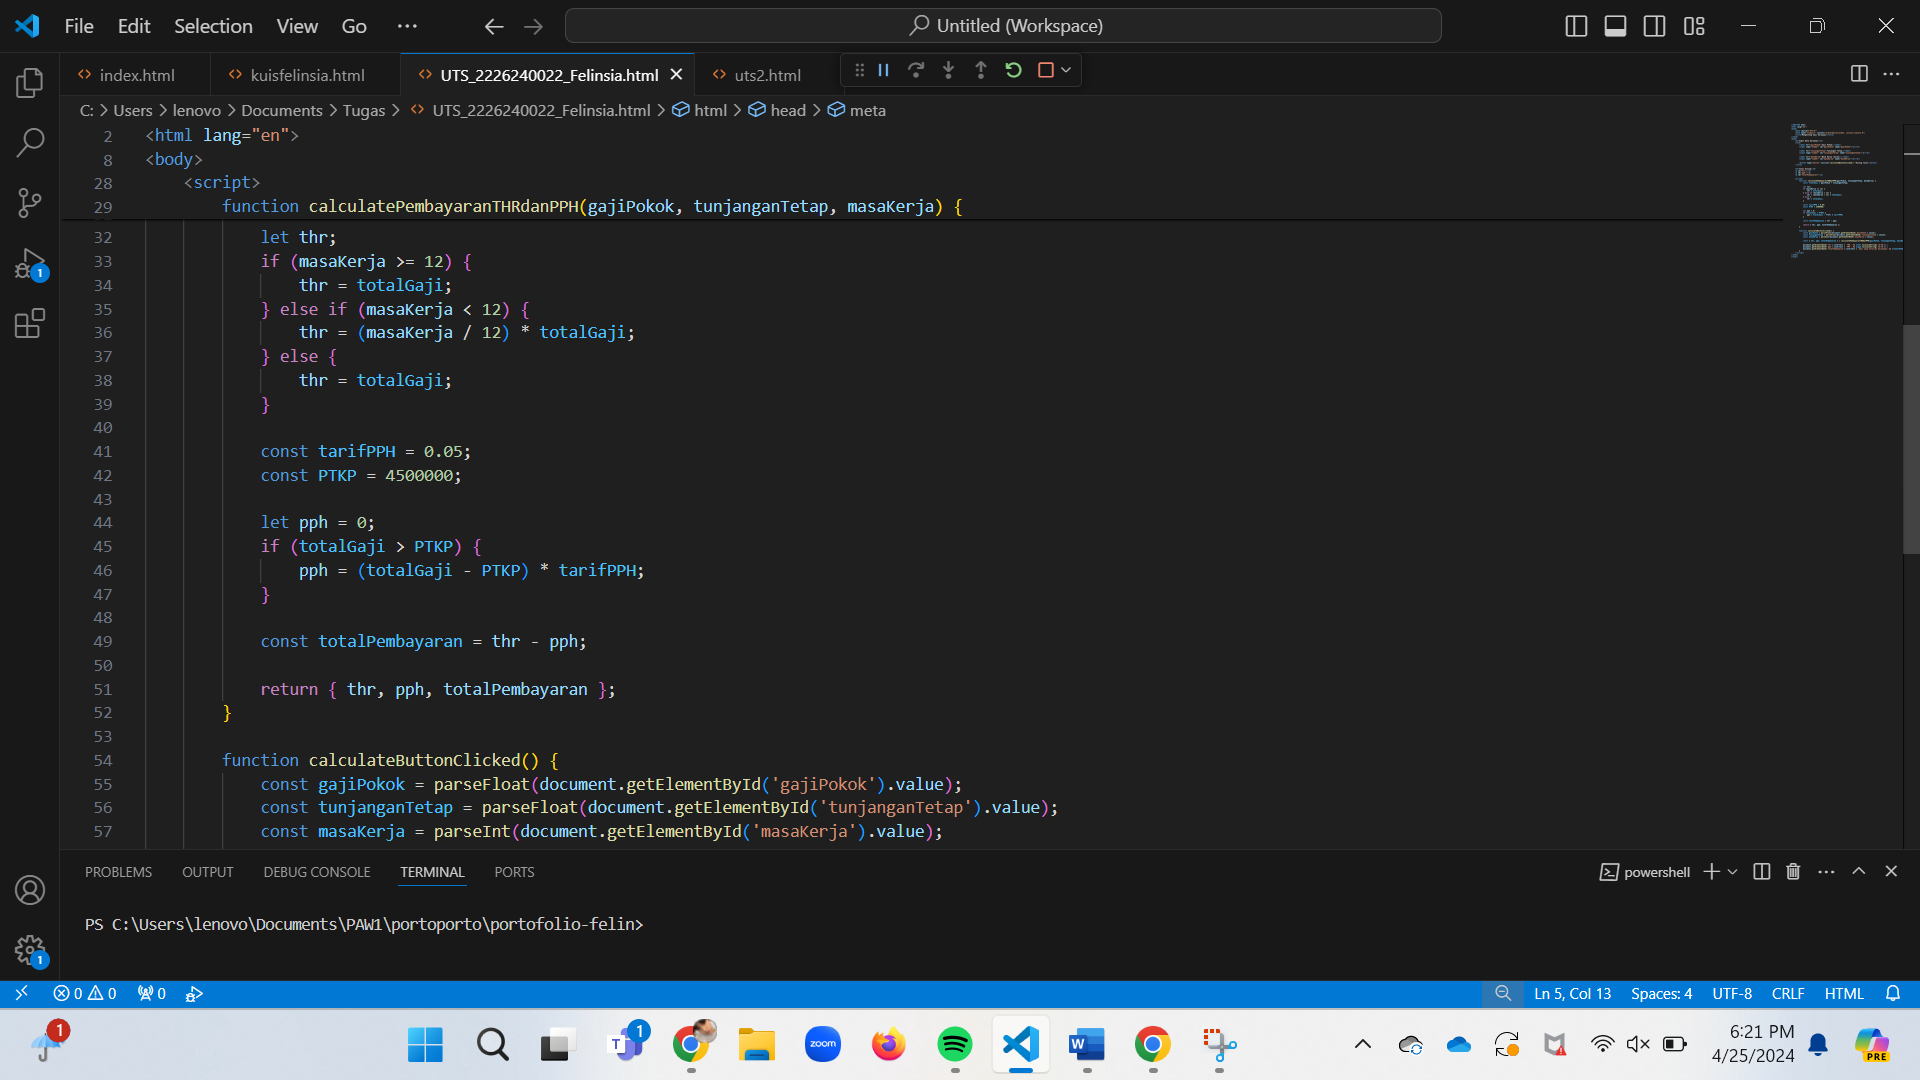 File Edit Selection View Go ··· Untitled (Workspace)
index.html kuisfelinsia.html UTS_2226240022_Felinsia.html uts2.html
C: > Users > lenovo > Documents > Tugas > UTS_2226240022_Felinsia.html > html > head > meta
2 <html lang="en">
8 <body>
28 <script>
29 function calculatePembayaranTHRdanPPH(gajiPokok, tunjanganTetap, masaKerja) {
32 let thr;
33 if (masaKerja >= 12) {
34 thr = totalGaji;
35 } else if (masaKerja < 12) {
36 thr = (masaKerja / 12) * totalGaji;
37 } else {
38 thr = totalGaji;
39 }
40
41 const tarifPPH = 0.05;
42 const PTKP = 4500000;
43
44 let pph = 0;
45 if (totalGaji > PTKP) {
46 pph = (totalGaji - PTKP) * tarifPPH;
47 }
48
49 const totalPembayaran = thr - pph;
50
51 return { thr, pph, totalPembayaran };
52 }
53
54 function calculateButtonClicked() {
55 const gajiPokok = parseFloat(document.getElementById('gajiPokok').value);
56 const tunjanganTetap = parseFloat(document.getElementById('tunjanganTetap').value);
57 const masaKerja = parseInt(document.getElementById('masaKerja').value);
PROBLEMS OUTPUT DEBUG CONSOLE TERMINAL PORTS powershell
PS C:\Users\lenovo\Documents\PAW1\portoporto\portofolio-felin>
0 0 0 Ln 5, Col 13 Spaces: 4 UTF-8 CRLF HTML
1 1 1 1
zoom
PRE
6:21 PM
4/25/2024